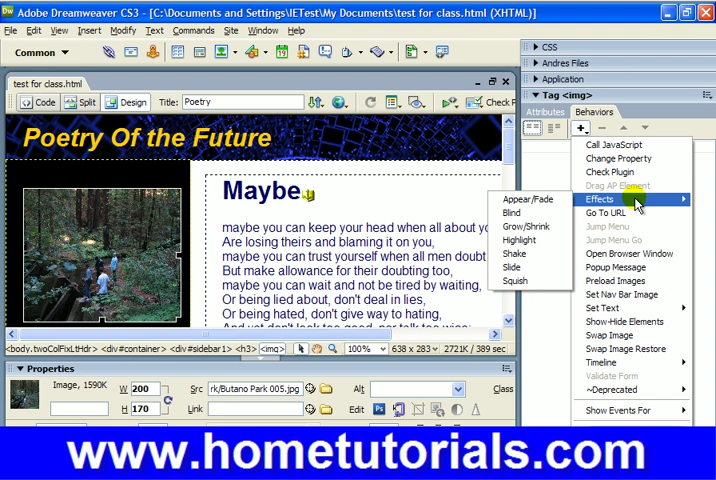 Adobe Dreamweaver CS3 - [C:\Documents and Settings\IETest\My Documents\test for class.html (XHTML)]
File Edit View Insert Modify Text Commands Site Window Help
Common
test for class.html
Code Split Design Title: Poetry Check P
Poetry Of the Future
Maybe
maybe you can keep your head when all about yo
Are losing theirs and blaming it on you,
maybe you can trust yourself when all men doubt
But make allowance for their doubting too,
maybe you can wait and not be tired by waiting,
Or being lied about, don't deal in lies,
Or being hated, don't give way to hating,
And yet don't look too good, nor talk too wise:
<body.twoColFixLtHdr> <div#container> <div#sidebar1> <h3> <img> 100% 638 x 283 2721K / 389 sec
Properties
Image, 1590K W 200 Src rk/Butano Park 005.jpg Alt Class
H 170 Link Edit
CSS
Andres Files
Application
Tag <img>
Attributes Behaviors
Call JavaScript
Change Property
Check Plugin
Drag AP Element
Effects
Go To URL
Jump Menu
Jump Menu Go
Open Browser Window
Popup Message
Preload Images
Set Nav Bar Image
Set Text
Show-Hide Elements
Swap Image
Swap Image Restore
Timeline
Validate Form
~Deprecated
Show Events For
Appear/Fade
Blind
Grow/Shrink
Highlight
Shake
Slide
Squish
www.hometutorials.com